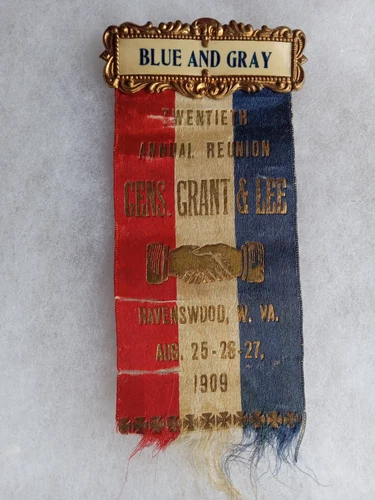 BLUE AND GRAY
TWENTIETH
ANNUAL REUNION
GENS. GRANT & LEE
RAVENSWOOD, W. VA.
AUG. 25-26-27,
1909